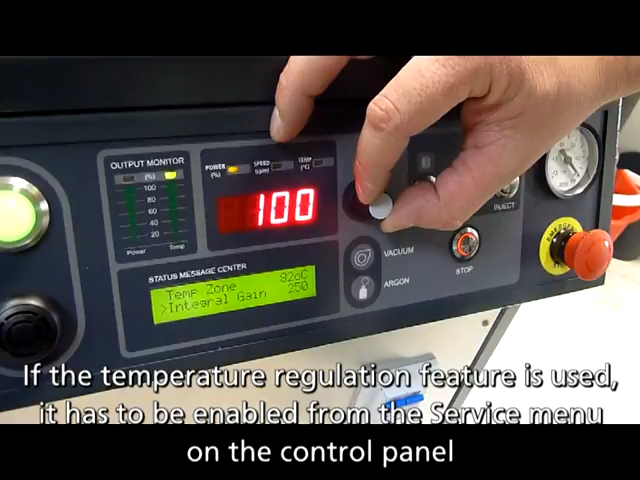 OUTPUT MONITOR
(%)
100
80
60
40
20
Power
Temp
POWER (%)
SPEED (rpm)
TEMP (°C)
100
STATUS MESSAGE CENTER
Temp Zone 820C
>Integral Gain 250
VACUUM
ARGON
INJECT
STOP
If the temperature regulation feature is used,
it has to be enabled from the Service menu
on the control panel